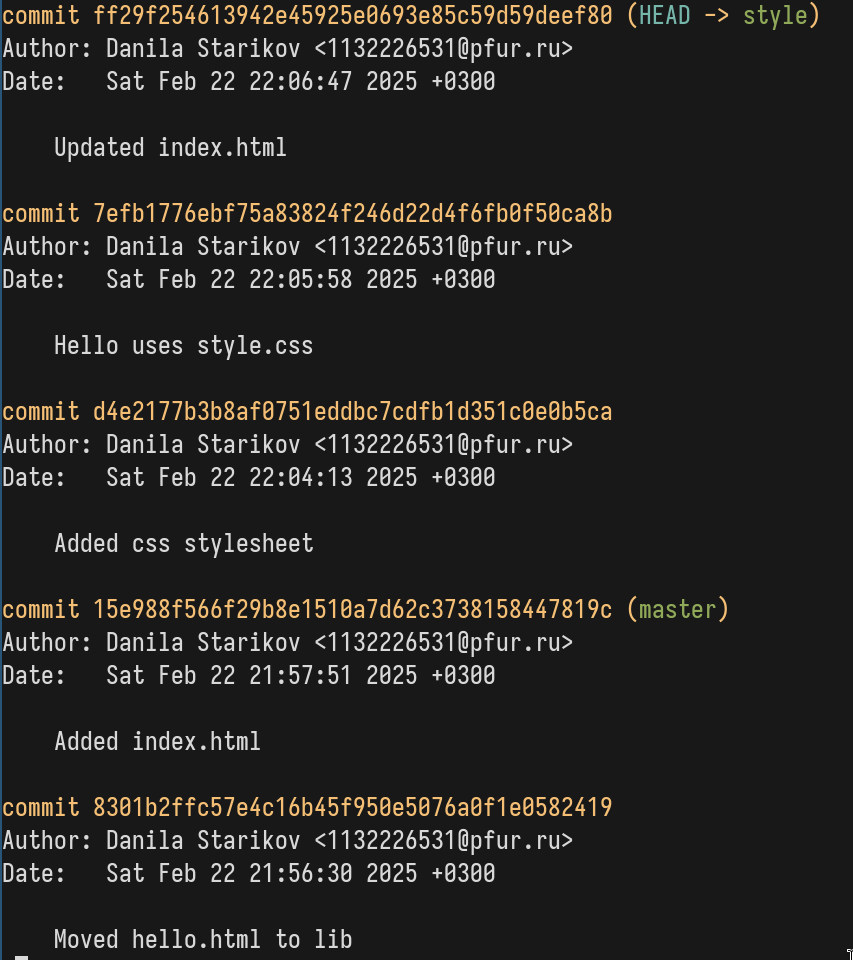 commit ff29f254613942e45925e0693e85c59d59deef80 (HEAD -> style)
Author: Danila Starikov <1132226531@pfur.ru>
Date:   Sat Feb 22 22:06:47 2025 +0300
Updated index.html
commit 7efb1776ebf75a83824f246d22d4f6fb0f50ca8b
Author: Danila Starikov <1132226531@pfur.ru>
Date:   Sat Feb 22 22:05:58 2025 +0300
Hello uses style.css
commit d4e2177b3b8af0751eddbc7cdfb1d351c0e0b5ca
Author: Danila Starikov <1132226531@pfur.ru>
Date:   Sat Feb 22 22:04:13 2025 +0300
Added css stylesheet
commit 15e988f566f29b8e1510a7d62c3738158447819c (master)
Author: Danila Starikov <1132226531@pfur.ru>
Date:   Sat Feb 22 21:57:51 2025 +0300
Added index.html
commit 8301b2ffc57e4c16b45f950e5076a0f1e0582419
Author: Danila Starikov <1132226531@pfur.ru>
Date:   Sat Feb 22 21:56:30 2025 +0300
Moved hello.html to lib